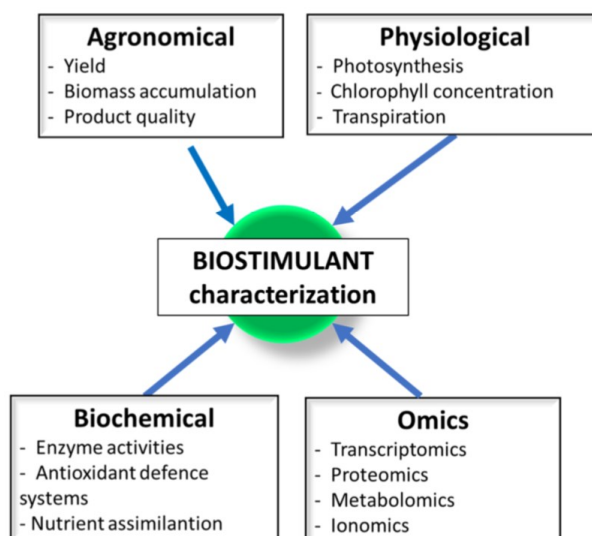 Agronomical
- Yield
- Biomass accumulation
- Product quality
Physiological
- Photosynthesis
- Chlorophyll concentration
- Transpiration
BIOSTIMULANT
characterization
Biochemical
- Enzyme activities
- Antioxidant defence
systems
- Nutrient assimilantion
Omics
- Transcriptomics
- Proteomics
- Metabolomics
- Ionomics